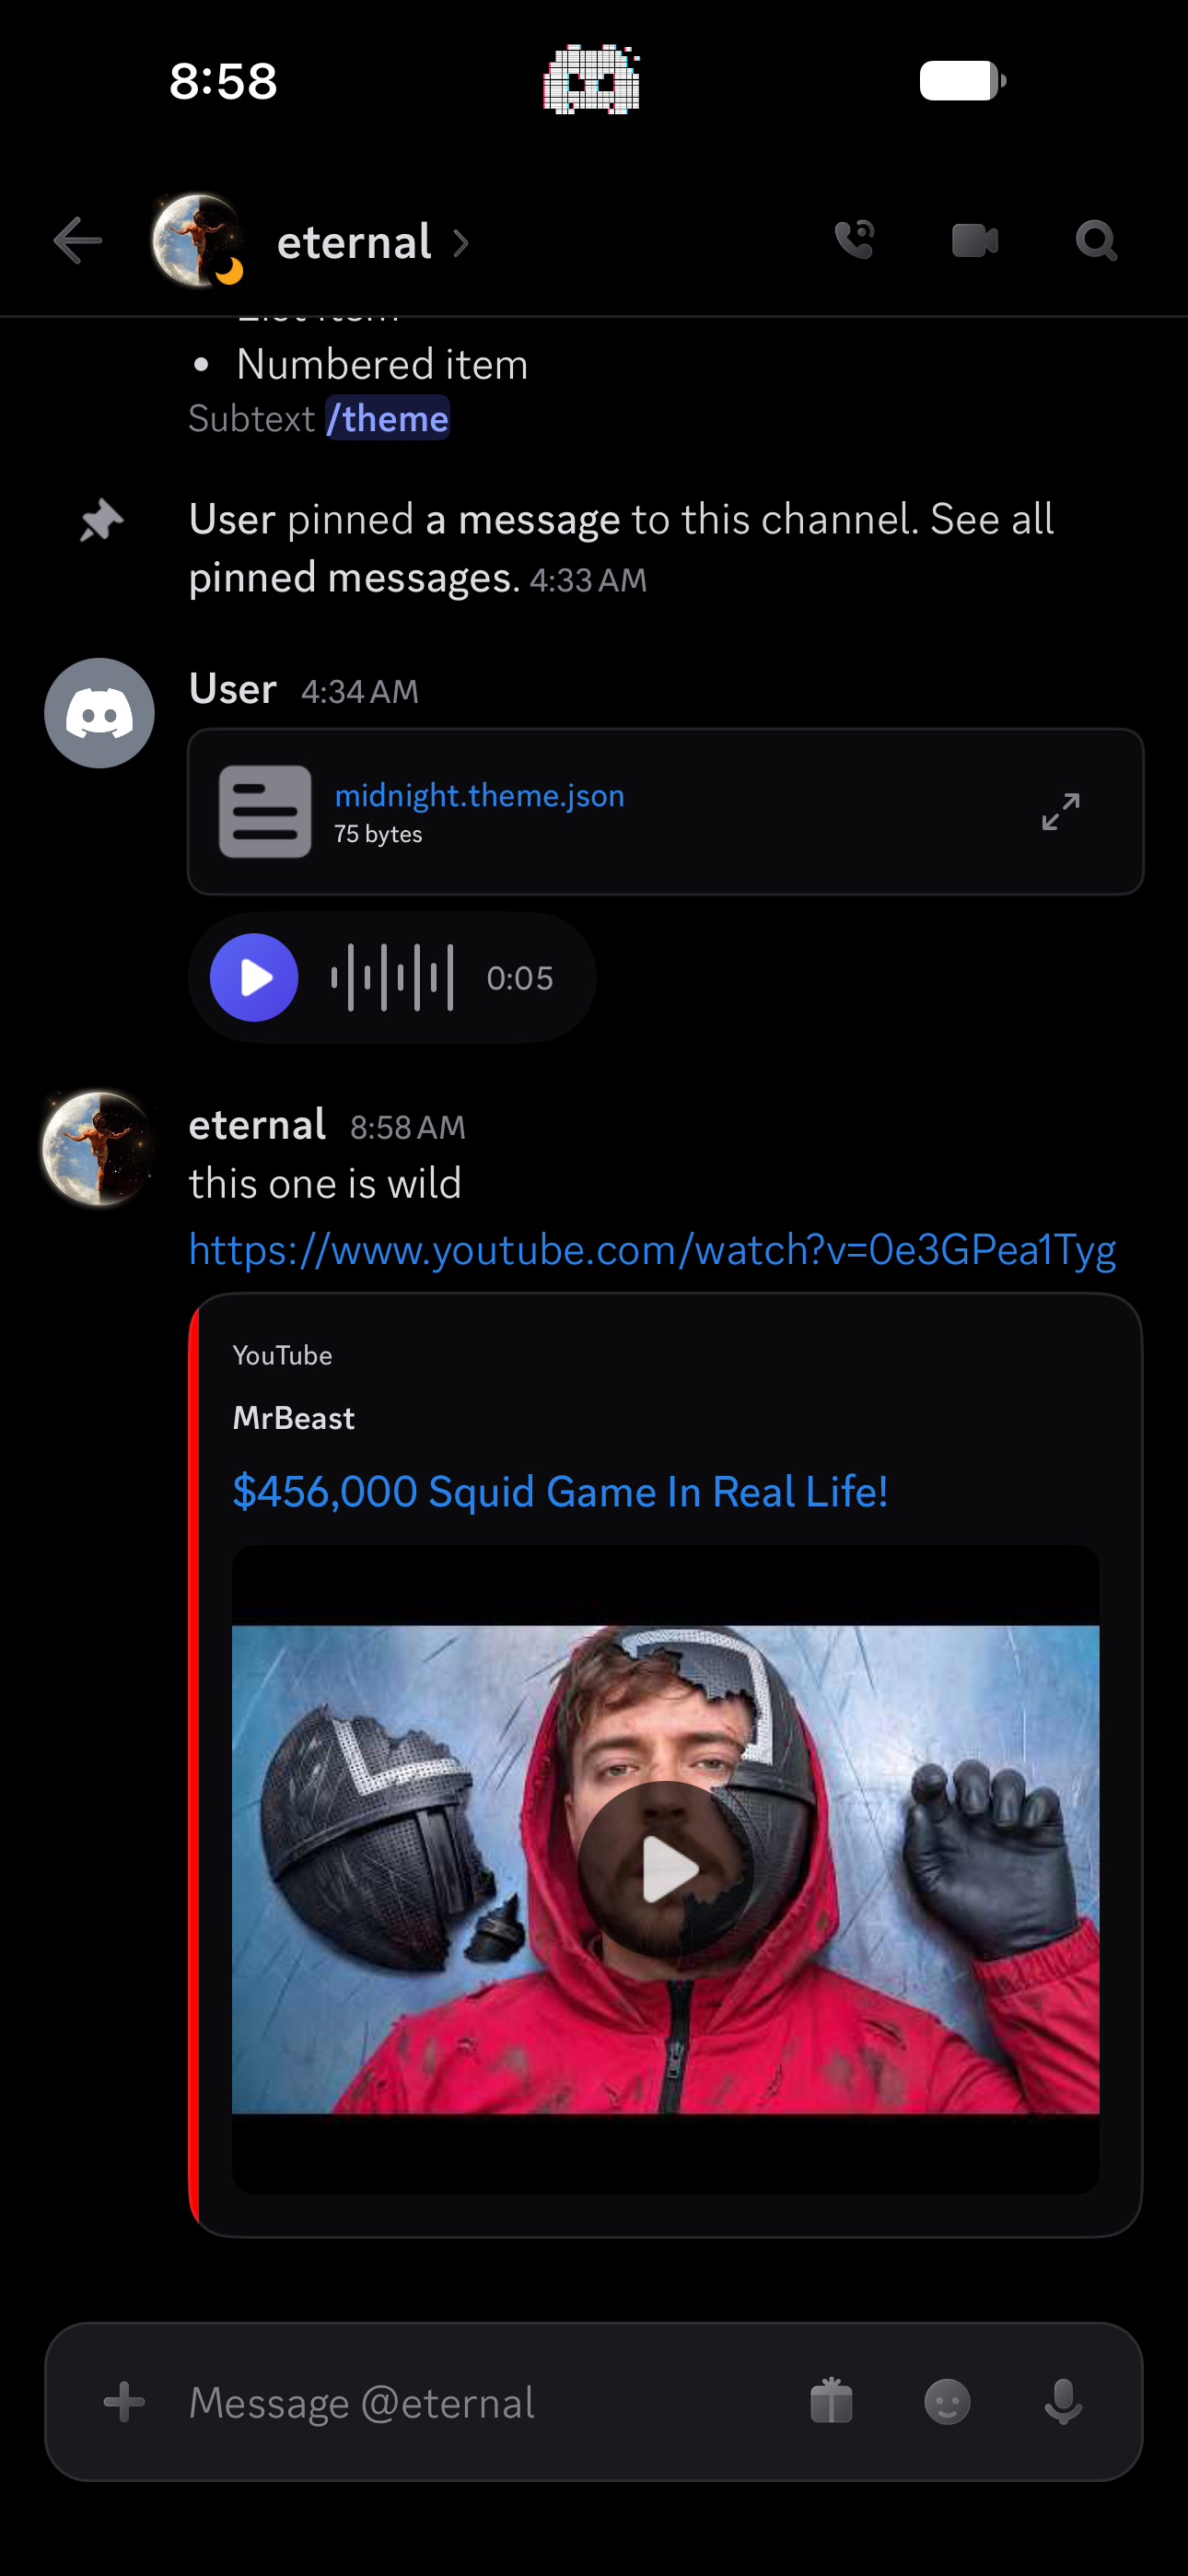 8:58
eternal
List item
Numbered item
Subtext /theme
User pinned a message to this channel. See all
pinned messages. 4:33 AM
User 4:34 AM
midnight.theme.json
75 bytes
0:05
eternal 8:58 AM
this one is wild
https://www.youtube.com/watch?v=0e3GPea1Tyg
YouTube
MrBeast
$456,000 Squid Game In Real Life!
Message @eternal